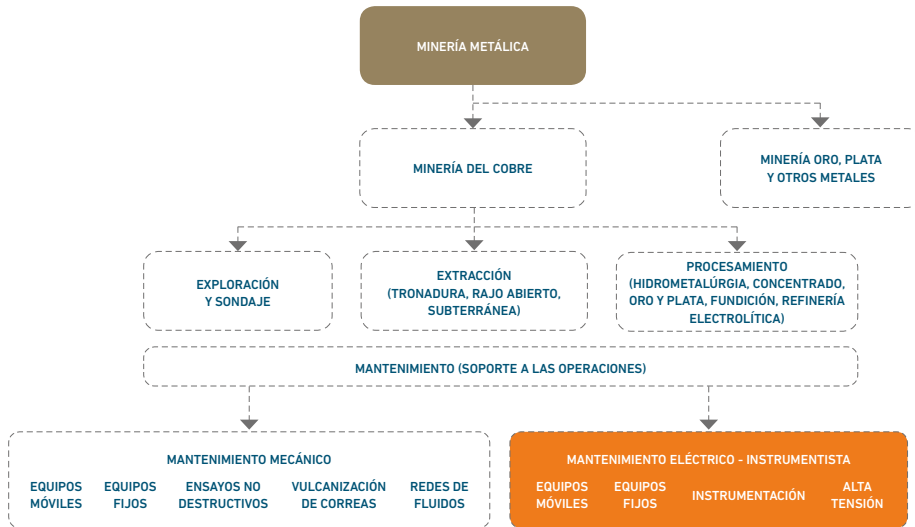 MINERÍA METÁLICA
MINERÍA DEL COBRE
MINERÍA ORO, PLATA
Y OTROS METALES
EXPLORACIÓN
Y SONDAJE
EXTRACCIÓN
(TRONADURA, RAJO ABIERTO,
SUBTERRÁNEA)
PROCESAMIENTO
(HIDROMETALÚRGIA, CONCENTRADO,
ORO Y PLATA, FUNDICIÓN, REFINERÍA
ELECTROLÍTICA)
MANTENIMIENTO (SOPORTE A LAS OPERACIONES)
MANTENIMIENTO MECÁNICO
EQUIPOS
MÓVILES
EQUIPOS
FIJOS
ENSAYOS NO
DESTRUCTIVOS
VULCANIZACIÓN
DE CORREAS
REDES DE
FLUIDOS
MANTENIMIENTO ELÉCTRICO - INSTRUMENTISTA
EQUIPOS
MÓVILES
EQUIPOS
FIJOS
INSTRUMENTACIÓN
ALTA
TENSIÓN